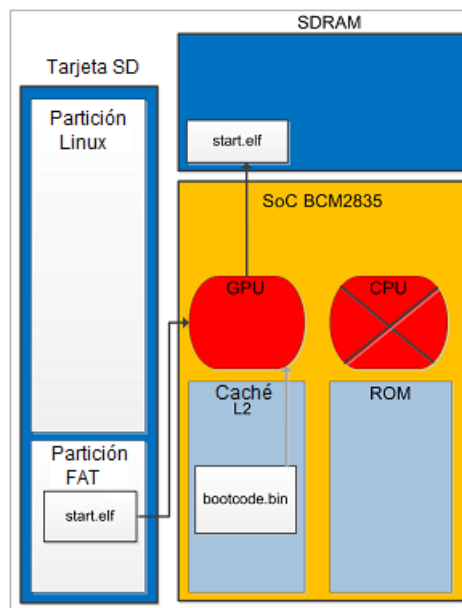 SDRAM
Tarjeta SD
Partición
Linux
start.elf
SoC BCM2835
GPU
CPU
Caché
L2
ROM
Partición
FAT
start.elf
bootcode.bin